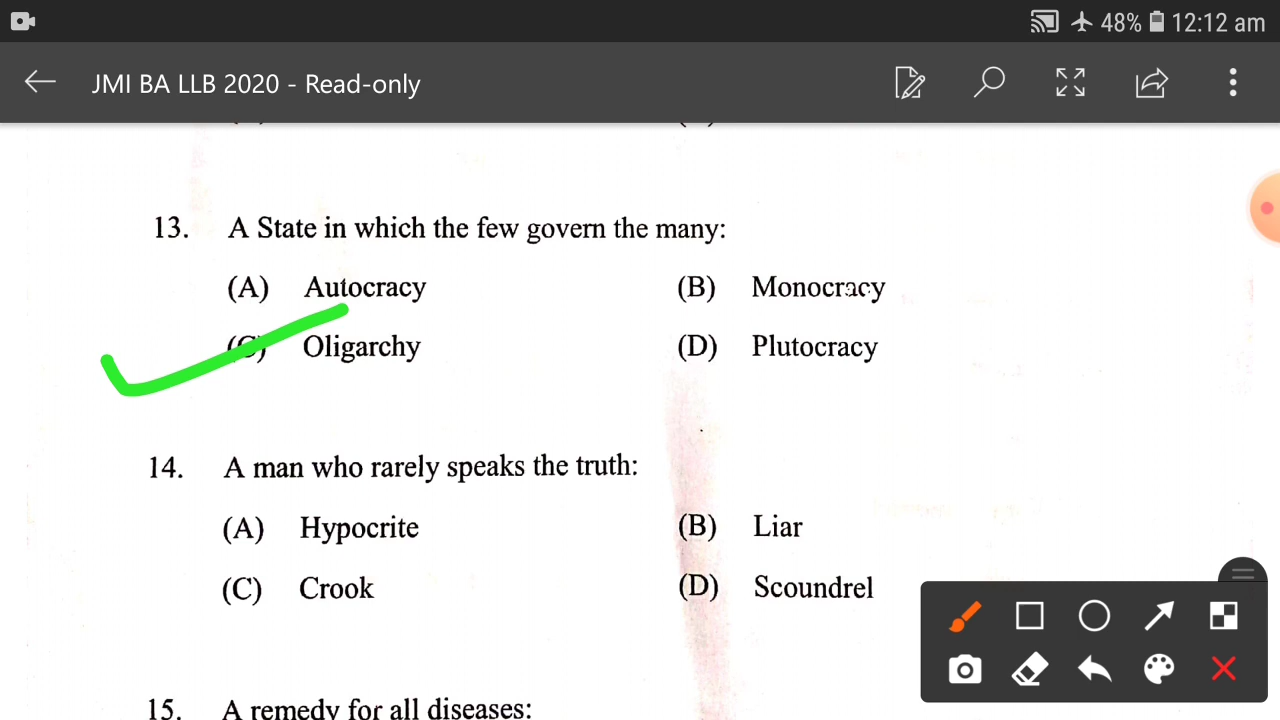 48% 12:12 am
JMI BA LLB 2020 - Read-only
13. A State in which the few govern the many:
(A) Autocracy (B) Monocracy
(C) Oligarchy (D) Plutocracy
14. A man who rarely speaks the truth:
(A) Hypocrite (B) Liar
(C) Crook (D) Scoundrel
15. A remedy for all diseases: